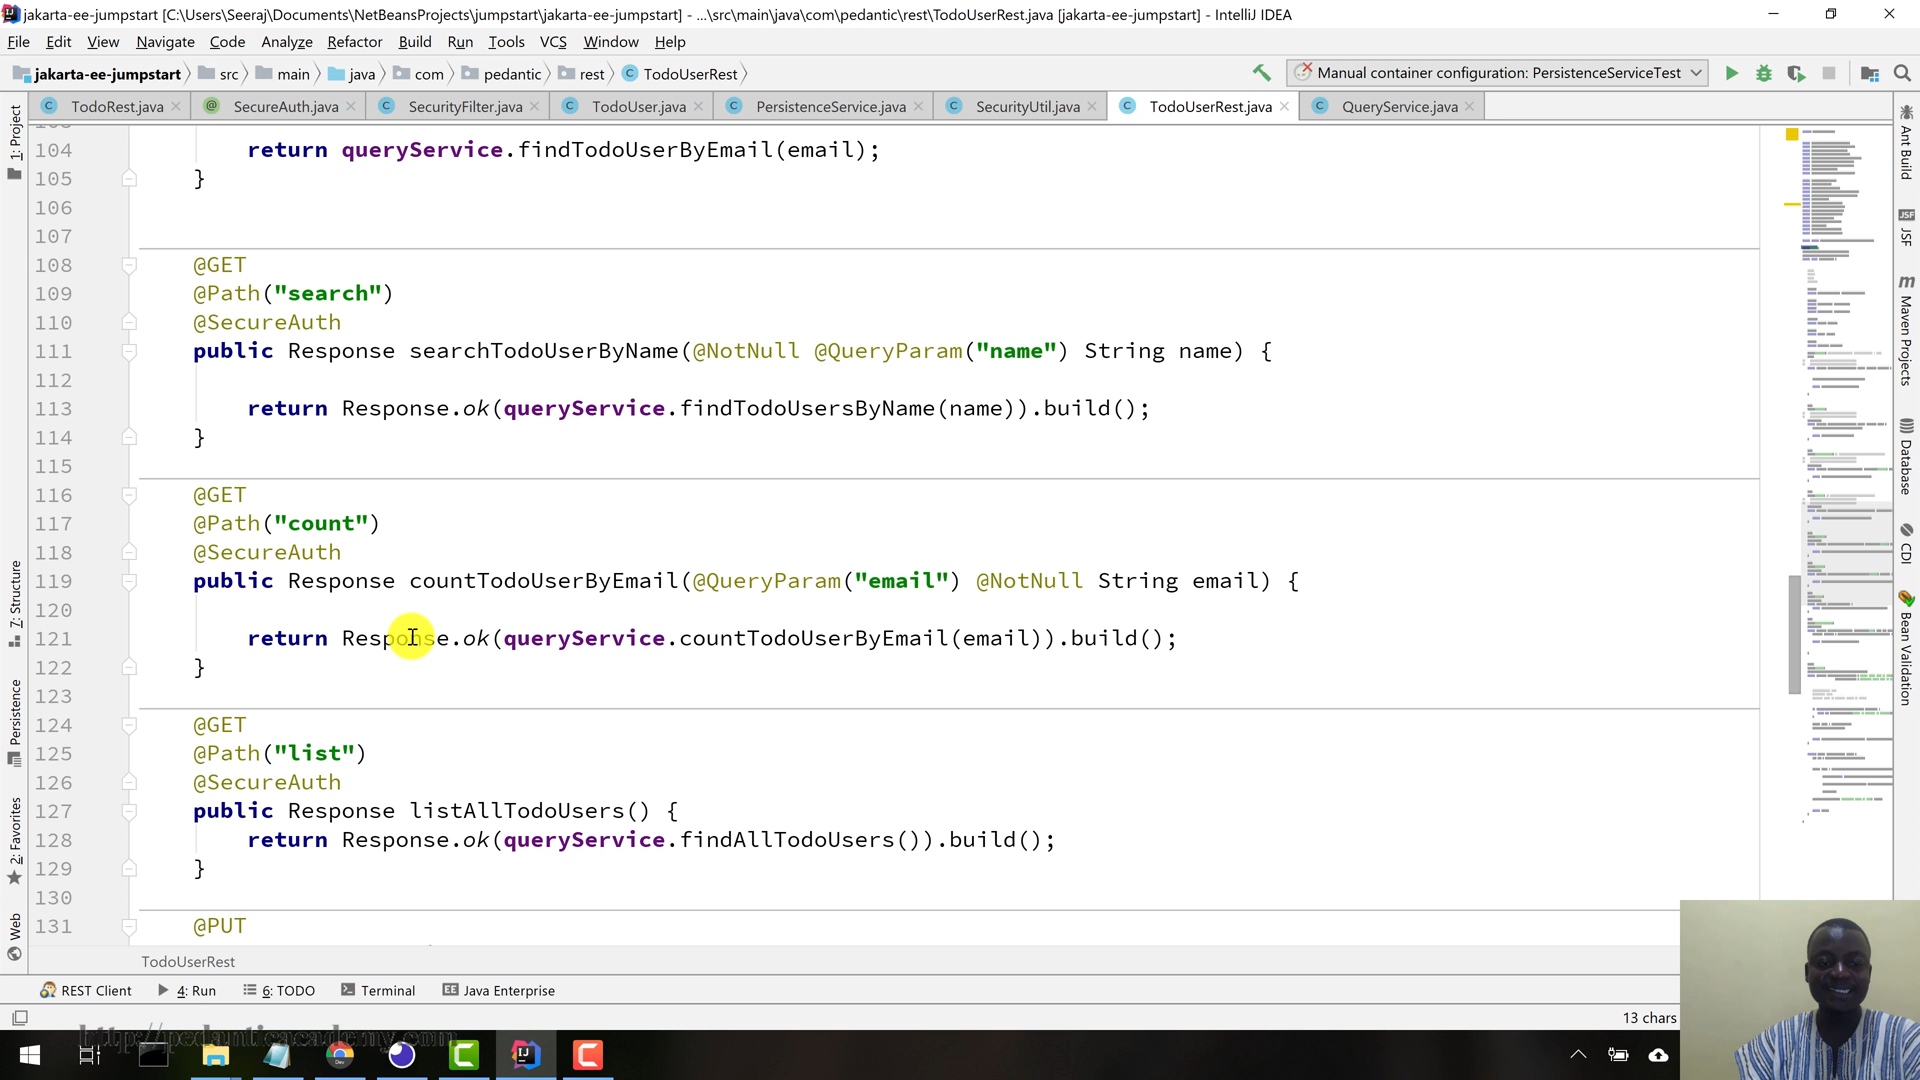 jakarta-ee-jumpstart [C:\Users\Seeraj\Documents\NetBeansProjects\jumpstart\jakarta-ee-jumpstart] - ...\src\main\java\com\pedantic\rest\TodoUserRest.java [jakarta-ee-jumpstart] - IntelliJ IDEA
File Edit View Navigate Code Analyze Refactor Build Run Tools VCS Window Help
jakarta-ee-jumpstart src main java com pedantic rest TodoUserRest Manual container configuration: PersistenceServiceTest
TodoRest.java SecureAuth.java SecurityFilter.java TodoUser.java PersistenceService.java SecurityUtil.java TodoUserRest.java QueryService.java
104 return queryService.findTodoUserByEmail(email);
105 }
106
107
108 @GET
109 @Path("search")
110 @SecureAuth
111 public Response searchTodoUserByName(@NotNull @QueryParam("name") String name) {
112
113 return Response.ok(queryService.findTodoUsersByName(name)).build();
114 }
115
116 @GET
117 @Path("count")
118 @SecureAuth
119 public Response countTodoUserByEmail(@QueryParam("email") @NotNull String email) {
120
121 return Response.ok(queryService.countTodoUserByEmail(email)).build();
122 }
123
124 @GET
125 @Path("list")
126 @SecureAuth
127 public Response listAllTodoUsers() {
128 return Response.ok(queryService.findAllTodoUsers()).build();
129 }
130
131 @PUT
TodoUserRest
REST Client 4: Run 6: TODO Terminal Java Enterprise
13 chars
http://pedanticacademy.com
1: Project
7: Structure
Persistence
2: Favorites
Web
Ant Build
JSF
JSF
m
Maven Projects
Database
CDI
Bean Validation